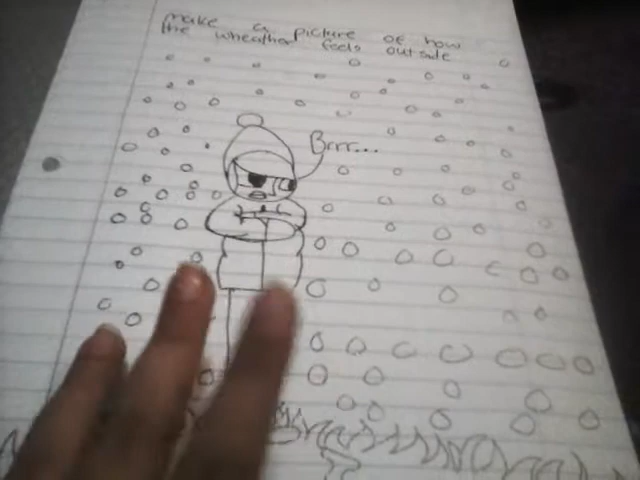 make a picture of how
the wheather feels outside
Brrr...